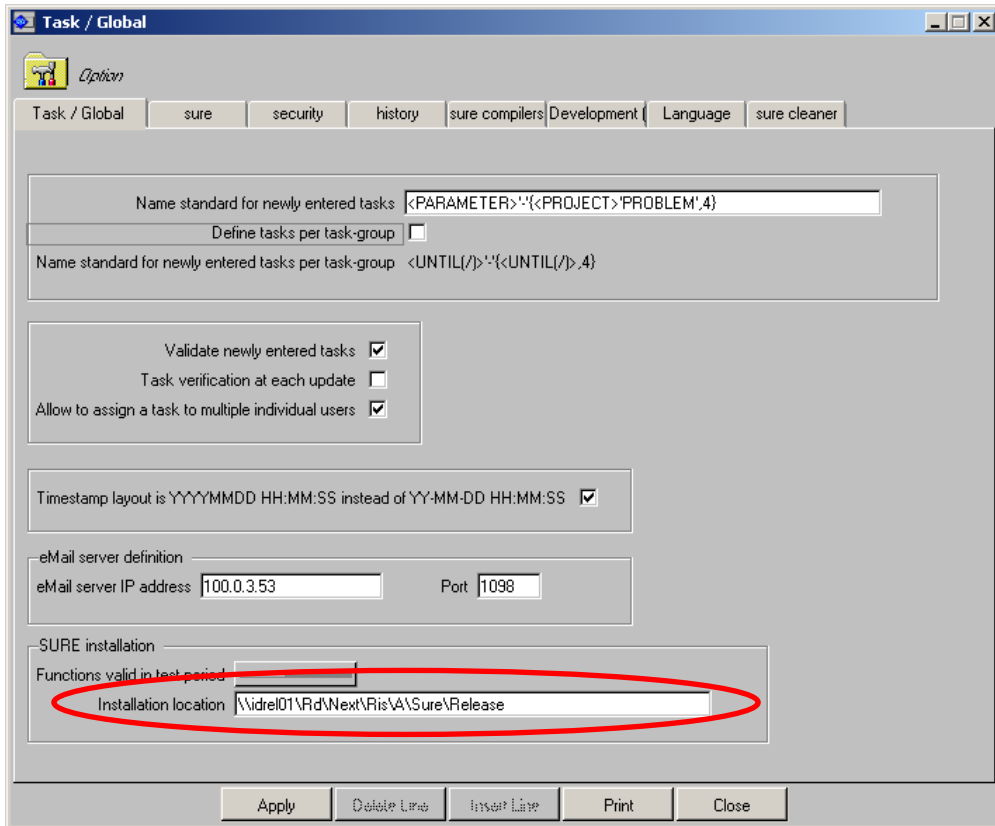 Task / Global
Option
Task / Global sure security history sure compilers Development ( Language sure cleaner
Name standard for newly entered tasks <PARAMETER>'-'{<PROJECT>'PROBLEM',4}
Define tasks per task-group
Name standard for newly entered tasks per task-group <UNTIL(/)>'-'{<UNTIL(/)>,4}
Validate newly entered tasks
Task verification at each update
Allow to assign a task to multiple individual users
Timestamp layout is YYYYMMDD HH:MM:SS instead of YY-MM-DD HH:MM:SS
eMail server definition
eMail server IP address 100.0.3.53 Port 1098
SURE installation
Functions valid in test period
Installation location \\idrel01\Rd\Next\Ris\A\Sure\Release
Apply Delete Line Insert Line Print Close